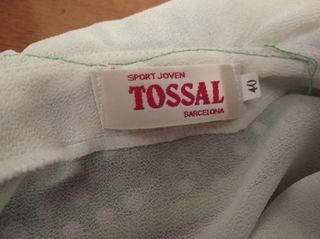 SPORT JOVEN
TOSSAL
BARCELONA
40